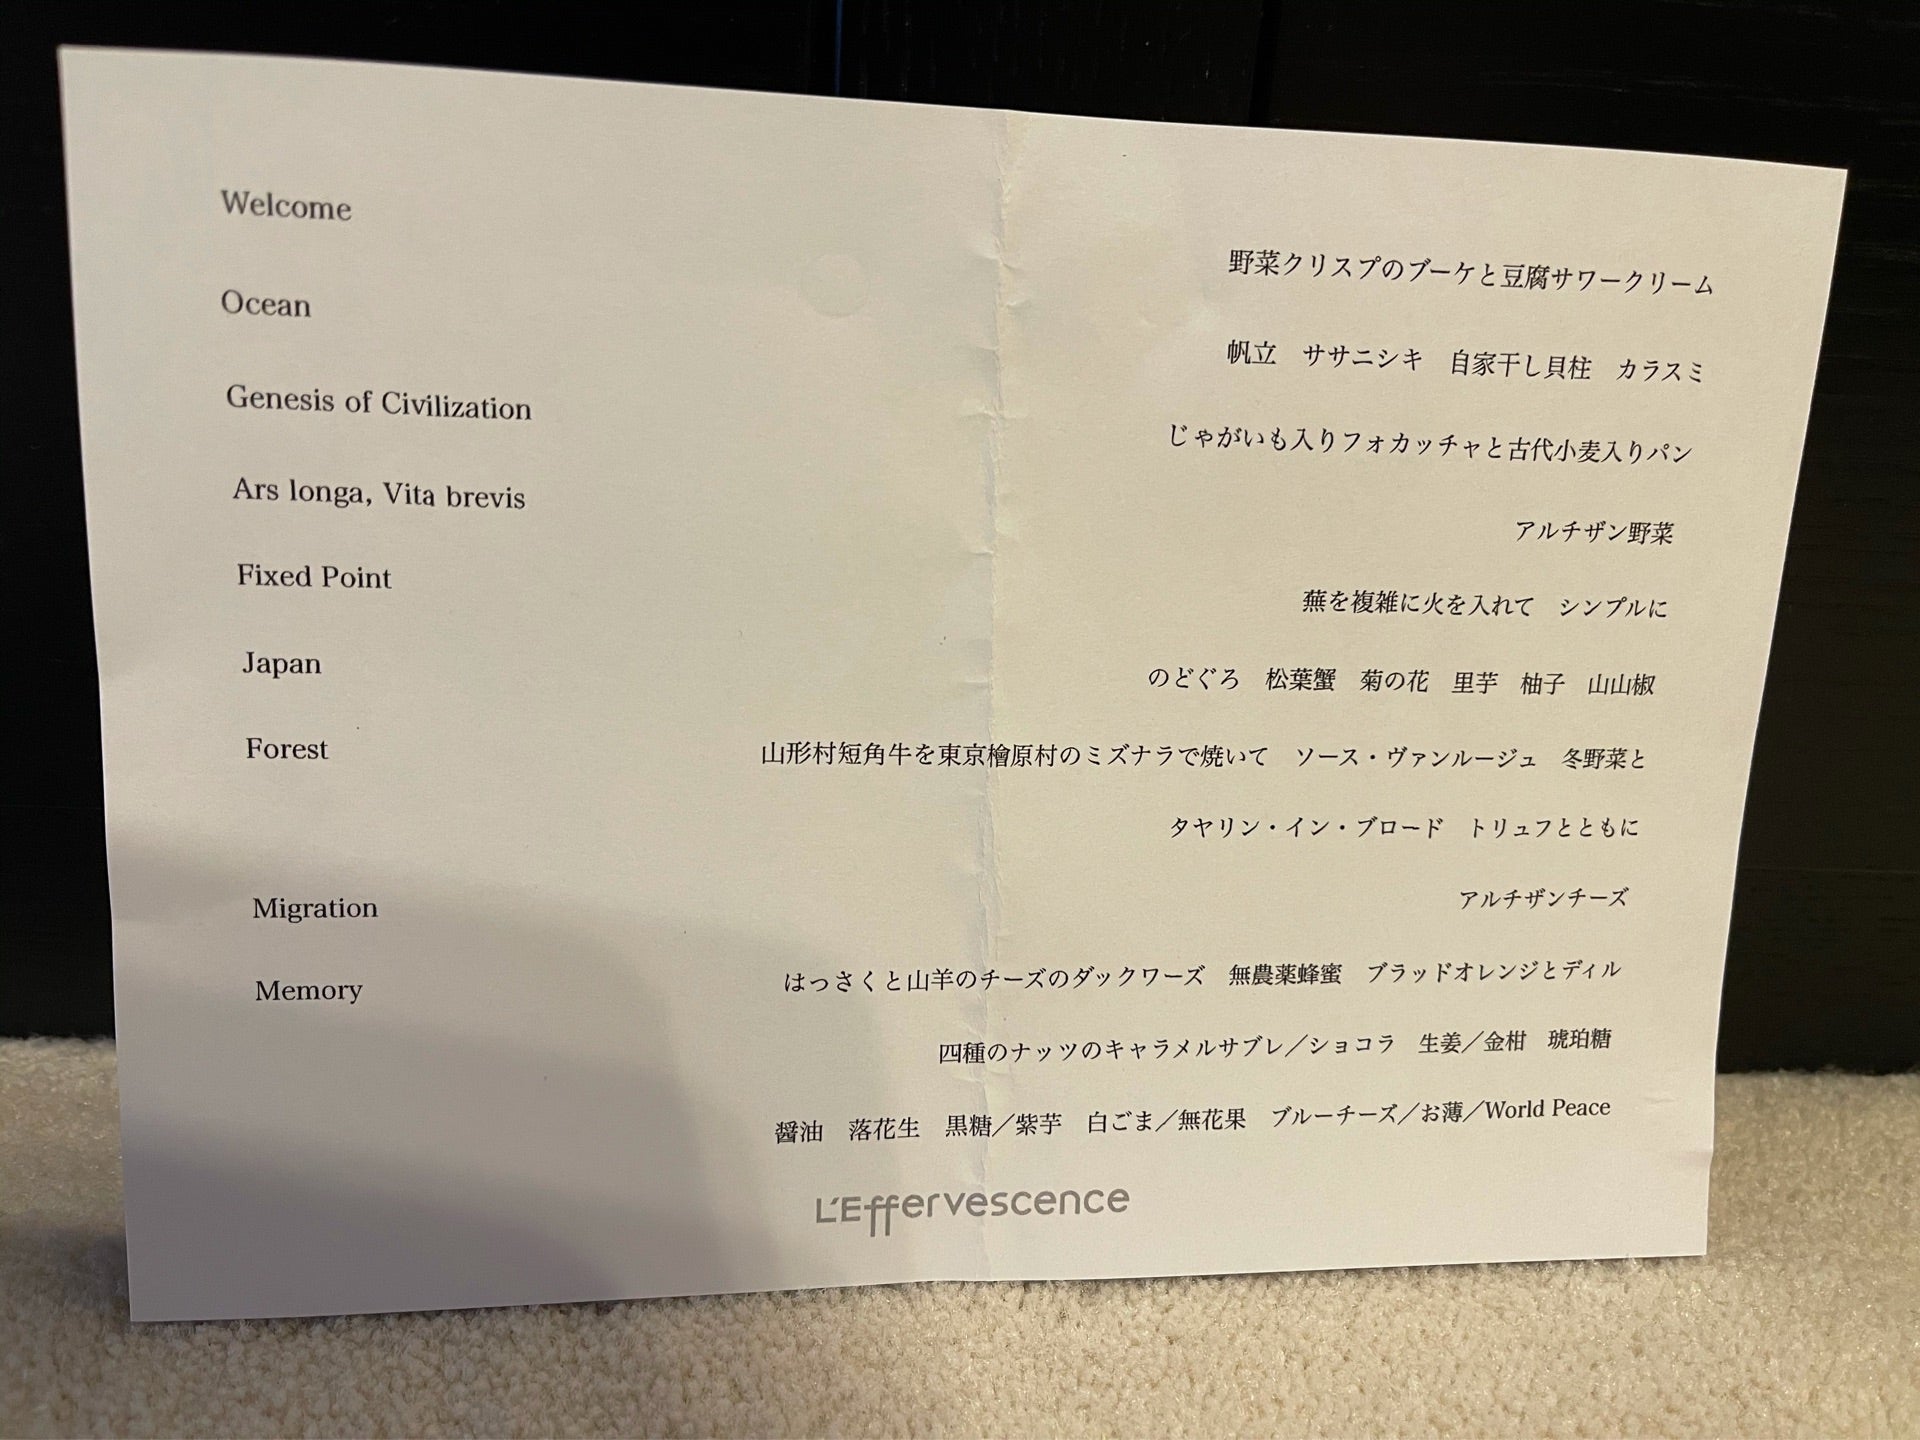 Welcome
野菜クリスプのブーケと豆腐サワークリーム
Ocean
帆立　ササニシキ　自家干し貝柱　カラスミ
Genesis of Civilization
じゃがいも入りフォカッチャと古代小麦入りパン
Ars longa, Vita brevis
アルチザン野菜
Fixed Point
蕪を複雑に火を入れて　シンプルに
Japan
のどぐろ　松葉蟹　菊の花　里芋　柚子　山山椒
Forest
山形村短角牛を東京檜原村のミズナラで焼いて　ソース・ヴァンルージュ　冬野菜と
タヤリン・イン・ブロード　トリュフとともに
アルチザンチーズ
Migration
はっさくと山羊のチーズのダックワーズ　無農薬蜂蜜　ブラッドオレンジとディル
Memory
四種のナッツのキャラメルサブレ／ショコラ　生姜／金柑　琥珀糖
醤油　落花生　黒糖／紫芋　白ごま／無花果　ブルーチーズ／お薄／World Peace
L'Effervescence